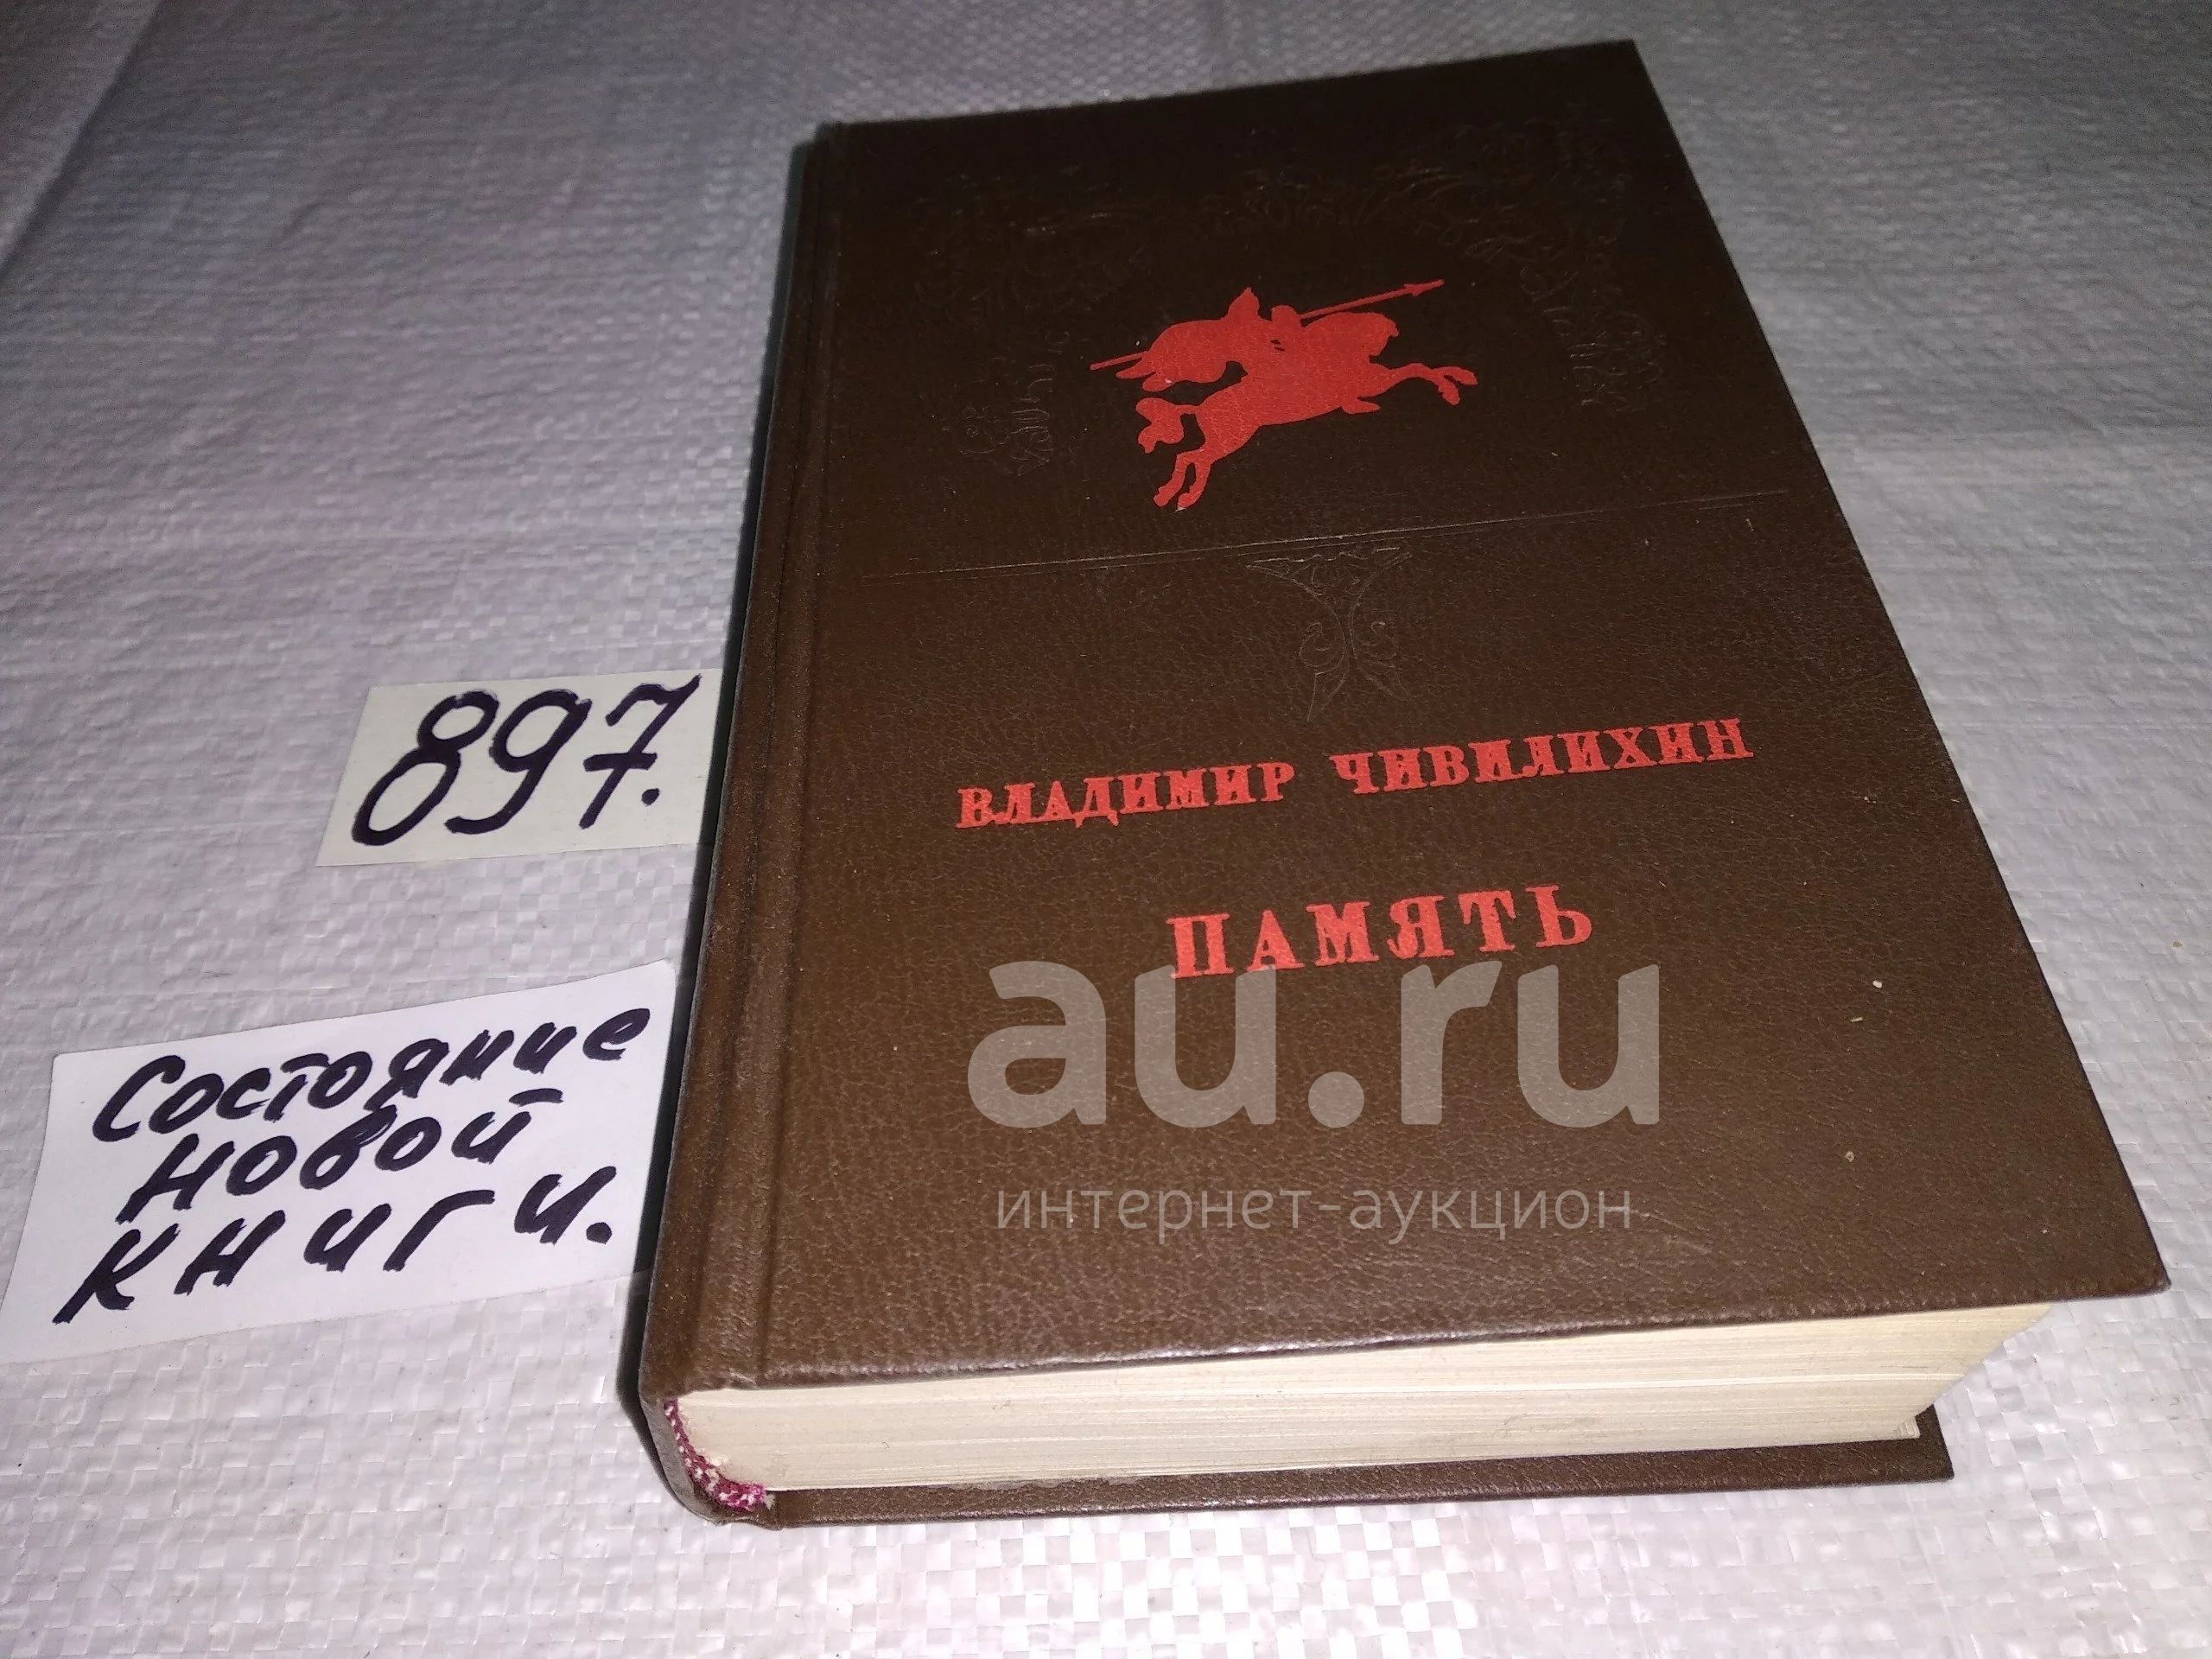 897.
Состояние
новой
книги.
ВЛАДИМИР ЧИВИЛИХИН
ПАМЯТЬ
au.ru
интернет-аукцион